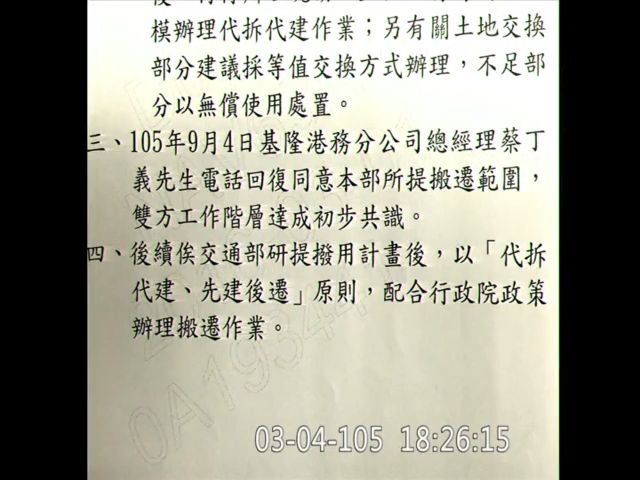 模辦理代拆代建作業；另有關土地交換
部分建議採等值交換方式辦理，不足部
分以無償使用處置。
三、105年9月4日基隆港務分公司總經理蔡丁
義先生電話回復同意本部所提搬遷範圍，
雙方工作階層達成初步共識。
四、後續俟交通部研提撥用計畫後，以「代拆
代建、先建後遷」原則，配合行政院政策
辦理搬遷作業。
03-04-105 18:26:15